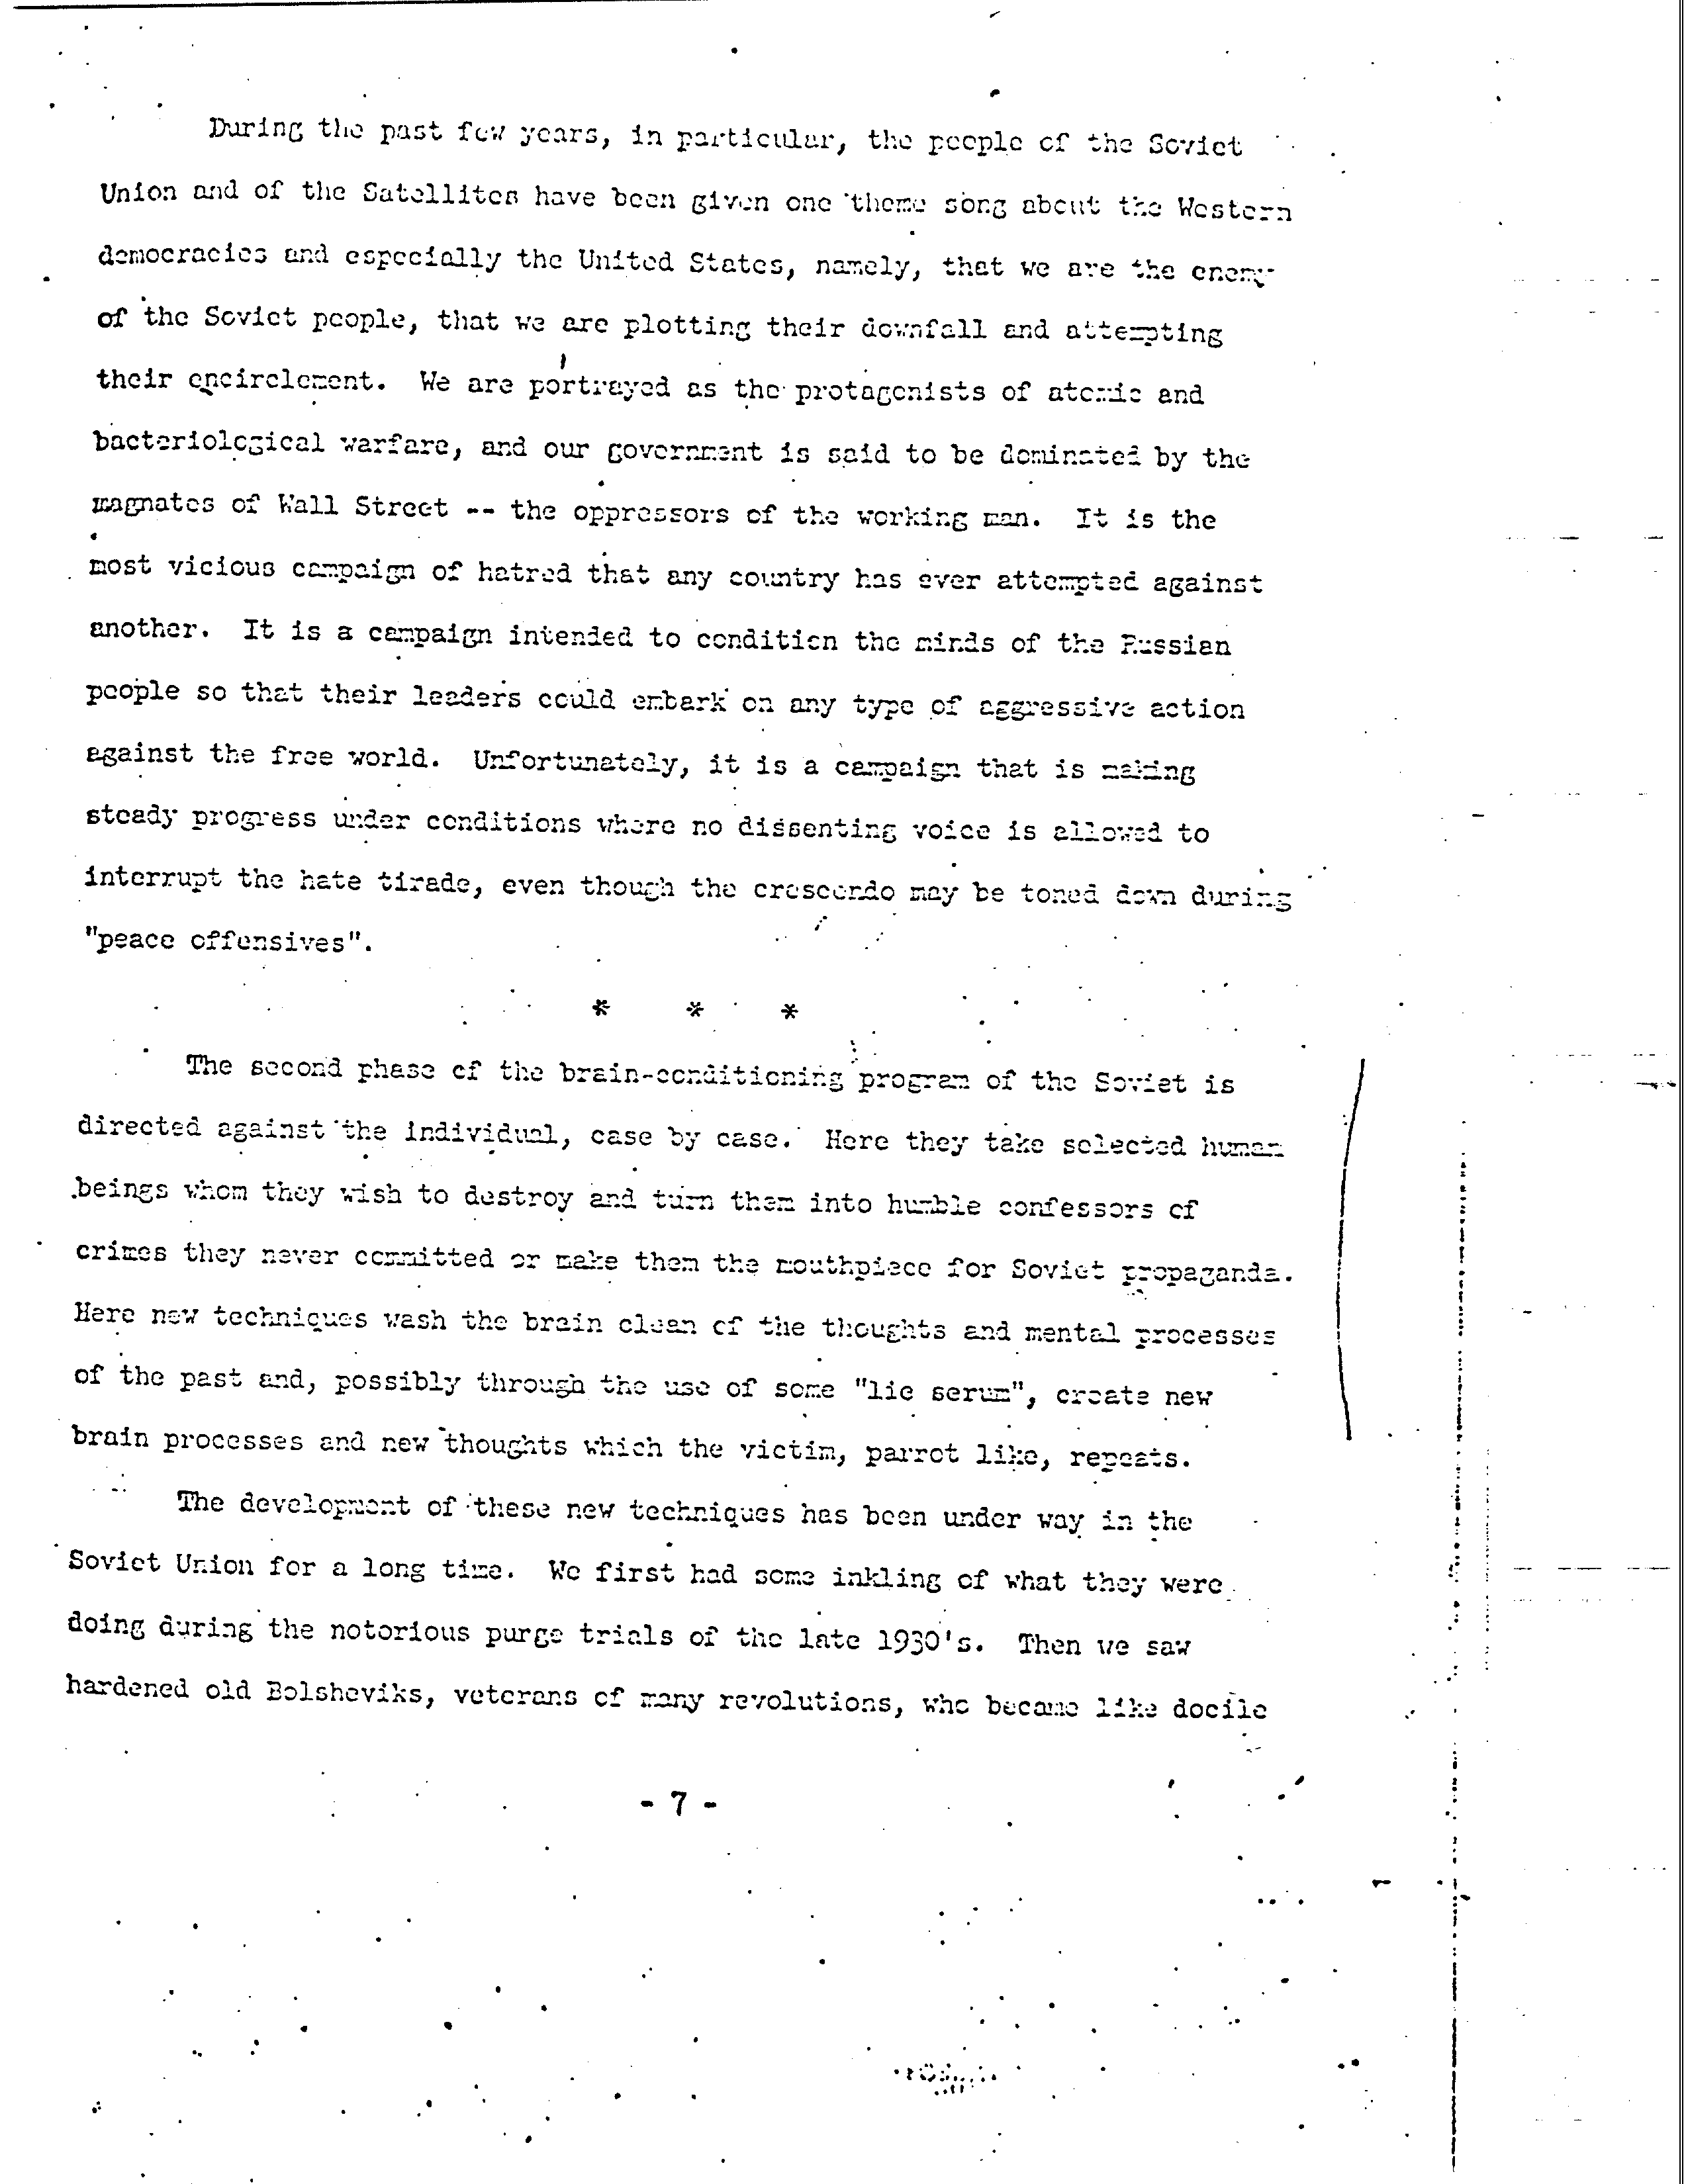 During the past few years, in particular, the people of the Soviet
Union and of the Satellites have been given one theme song about the Western
democracies and especially the United States, namely, that we are the enemy
of the Soviet people, that we are plotting their downfall and attempting
their encirclement. We are portrayed as the protagonists of atomic and
bacteriological warfare, and our government is said to be dominated by the
magnates of Wall Street -- the oppressors of the working man. It is the
most vicious campaign of hatred that any country has ever attempted against
another. It is a campaign intended to condition the minds of the Russian
people so that their leaders could embark on any type of aggressive action
against the free world. Unfortunately, it is a campaign that is making
steady progress under conditions where no dissenting voice is allowed to
interrupt the hate tirade, even though the crescendo may be toned down during
"peace offensives".
* * *
The second phase of the brain-conditioning program of the Soviet is
directed against the individual, case by case. Here they take selected human
beings whom they wish to destroy and turn them into humble confessors of
crimes they never committed or make them the mouthpiece for Soviet propaganda.
Here new techniques wash the brain clean of the thoughts and mental processes
of the past and, possibly through the use of some "lie serum", create new
brain processes and new thoughts which the victim, parrot like, repeats.
The development of these new techniques has been under way in the
Soviet Union for a long time. We first had some inkling of what they were
doing during the notorious purge trials of the late 1930's. Then we saw
hardened old Bolsheviks, veterans of many revolutions, who became like docile
- 7 -